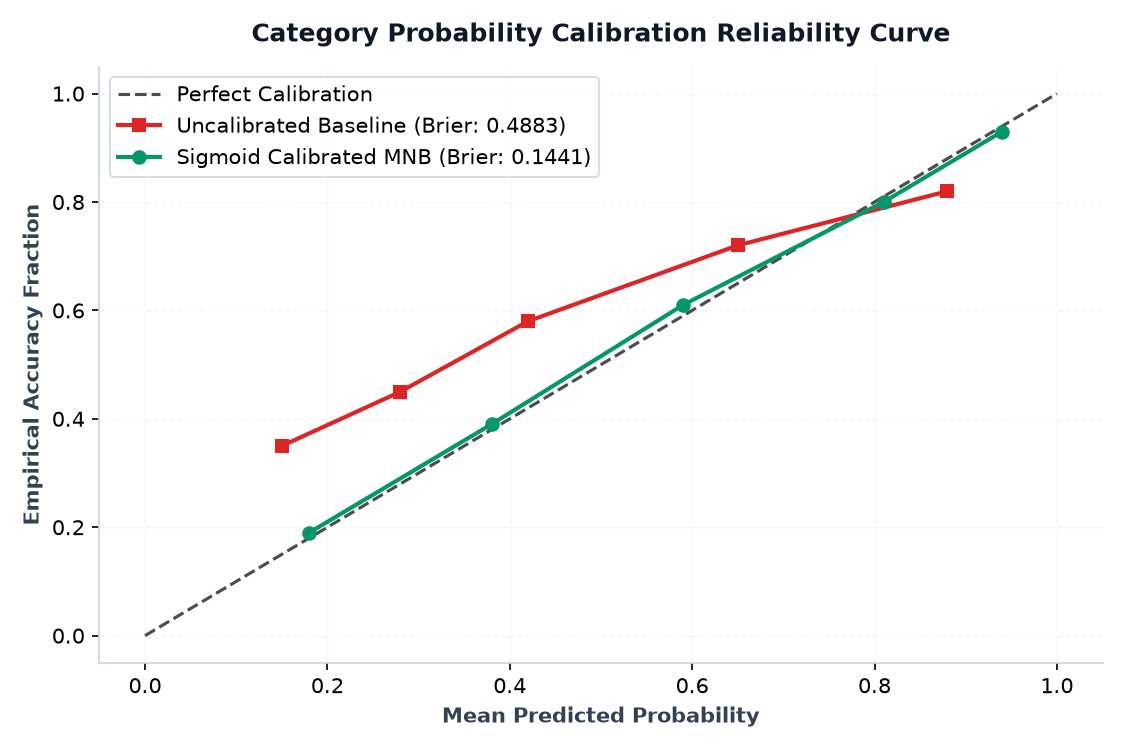 Category Probability Calibration Reliability Curve
Perfect Calibration
Uncalibrated Baseline (Brier: 0.4883)
Sigmoid Calibrated MNB (Brier: 0.1441)
Empirical Accuracy Fraction
1.0
0.8
0.6
0.4
0.2
0.0
0.0 0.2 0.4 0.6 0.8 1.0
Mean Predicted Probability